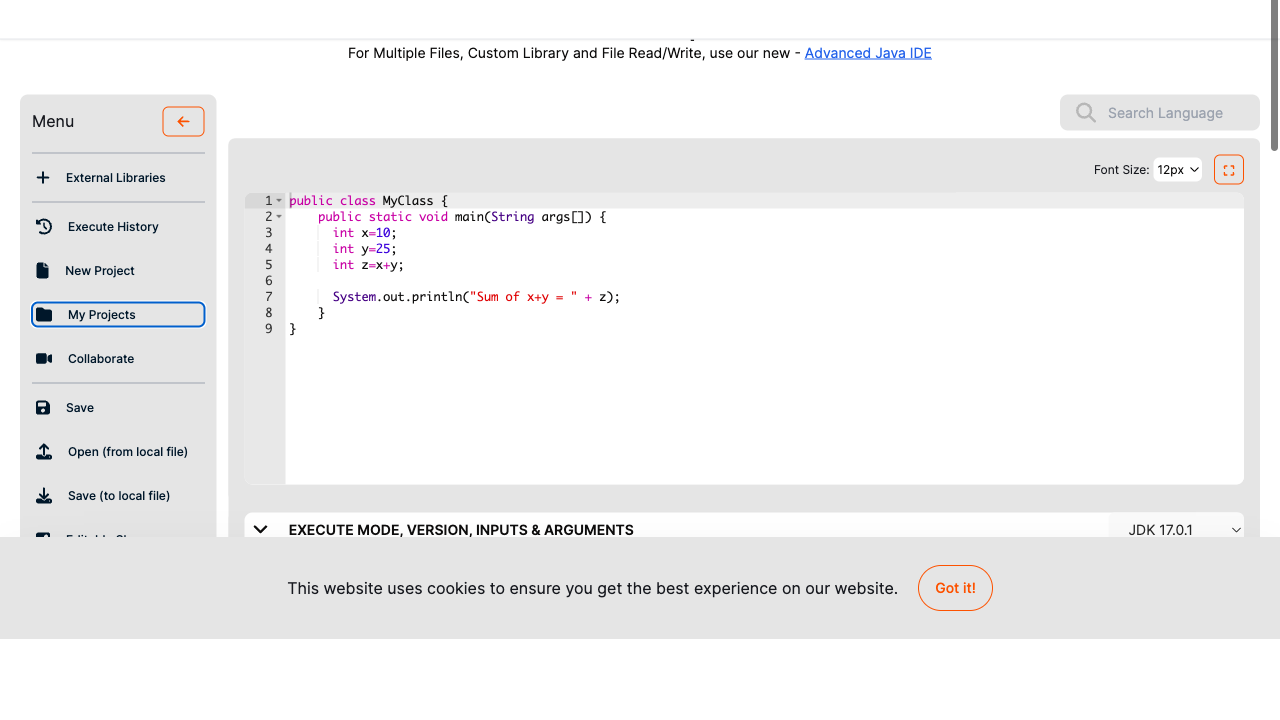 For Multiple Files, Custom Library and File Read/Write, use our new - Advanced Java IDE
Menu
Search Language
External Libraries
Execute History
New Project
My Projects
Collaborate
Save
Open (from local file)
Save (to local file)
Font Size: 12px
1 public class MyClass {
2 public static void main(String args[]) {
3 int x=10;
4 int y=25;
5 int z=x+y;
6
7 System.out.println("Sum of x+y = " + z);
8 }
9 }
EXECUTE MODE, VERSION, INPUTS & ARGUMENTS
JDK 17.0.1
This website uses cookies to ensure you get the best experience on our website.
Got it!